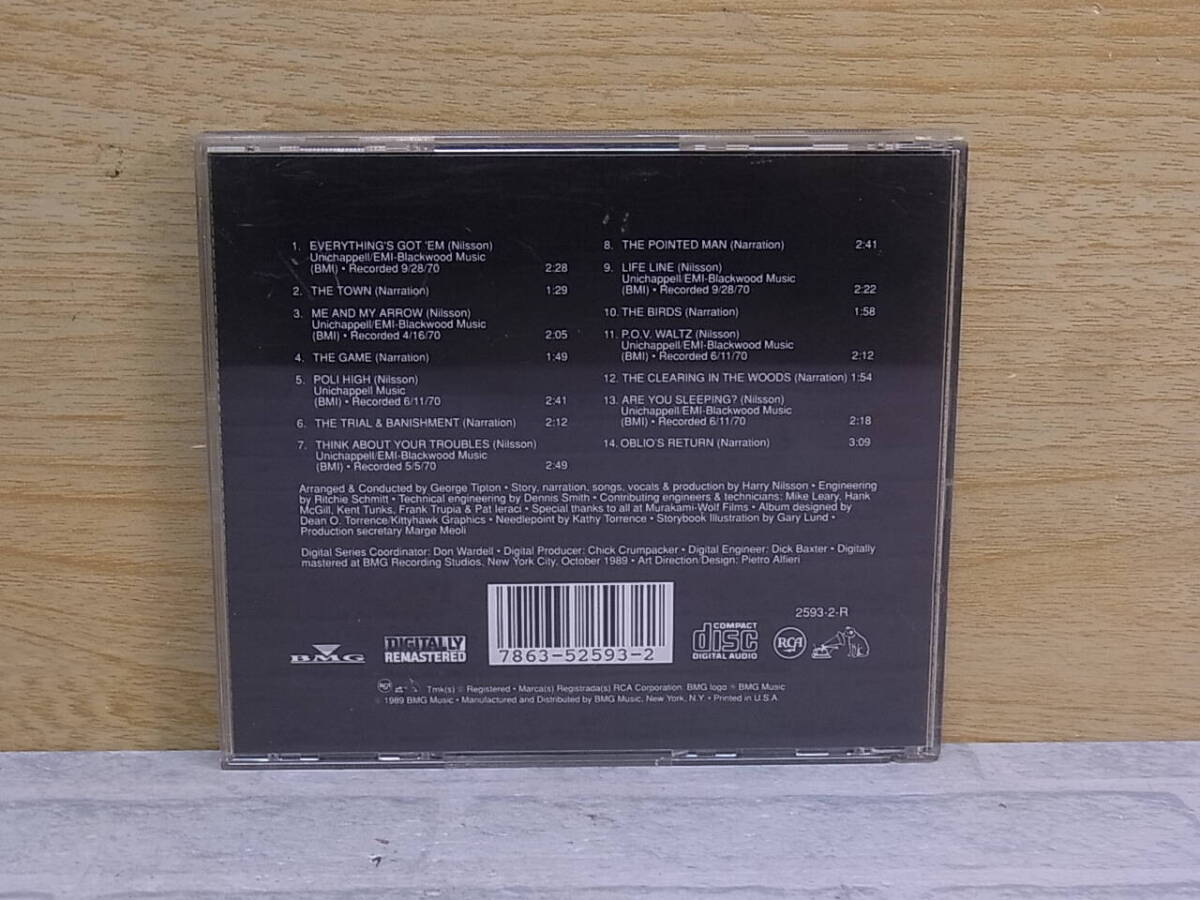 1. EVERYTHING'S GOT 'EM (Nilsson)
Unichappell/EMI-Blackwood Music
(BMI) • Recorded 9/28/70 2:28
2. THE TOWN (Narration) 1:29
3. ME AND MY ARROW (Nilsson)
Unichappell/EMI-Blackwood Music
(BMI) • Recorded 4/16/70 2:05
4. THE GAME (Narration) 1:49
5. POLI HIGH (Nilsson)
Unichappell Music
(BMI) • Recorded 6/11/70 2:41
6. THE TRIAL & BANISHMENT (Narration) 2:12
7. THINK ABOUT YOUR TROUBLES (Nilsson)
Unichappell/EMI-Blackwood Music
(BMI) • Recorded 5/5/70 2:49
8. THE POINTED MAN (Narration) 2:41
9. LIFE LINE (Nilsson)
Unichappell/EMI-Blackwood Music
(BMI) • Recorded 9/28/70 2:22
10. THE BIRDS (Narration) 1:58
11. P.O.V. WALTZ (Nilsson)
Unichappell/EMI-Blackwood Music
(BMI) • Recorded 6/11/70 2:12
12. THE CLEARING IN THE WOODS (Narration) 1:54
13. ARE YOU SLEEPING? (Nilsson)
Unichappell/EMI-Blackwood Music
(BMI) • Recorded 6/11/70 2:18
14. OBLIO'S RETURN (Narration) 3:09
Arranged & Conducted by George Tipton • Story, narration, songs, vocals & production by Harry Nilsson • Engineering
by Ritchie Schmitt • Technical engineering by Dennis Smith • Contributing engineers & technicians: Mike Leary, Hank
McGill, Kent Tunks, Frank Trupia & Pat Ieraci • Special thanks to all at Murakami-Wolf Films • Album designed by
Dean O. Torrence/Kittyhawk Graphics • Needlepoint by Kathy Torrence • Storybook Illustration by Gary Lund •
Production secretary Marge Meoli
Digital Series Coordinator: Don Wardell • Digital Producer: Chick Crumpacker • Digital Engineer: Dick Baxter • Digitally
mastered at BMG Recording Studios, New York City, October 1989 • Art Direction/Design: Pietro Alfieri
2593-2-R
BMG
DIGITALLY
REMASTERED
7863-52593-2
COMPACT
disc
DIGITAL AUDIO
RCA
Tmk(s) ® Registered • Marca(s) Registrada(s) RCA Corporation. BMG logo ® BMG Music
1989 BMG Music • Manufactured and Distributed by BMG Music, New York, N.Y. • Printed in U.S.A.